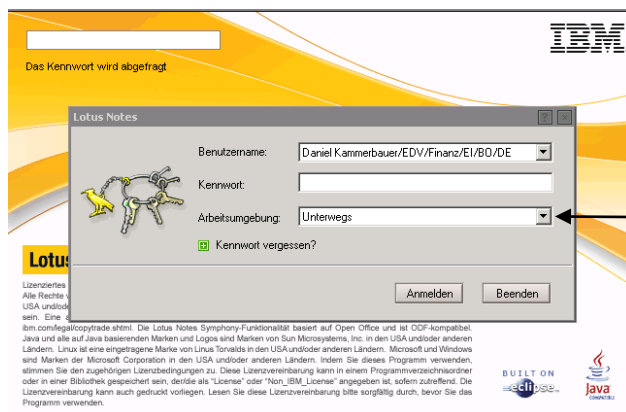 IBM
Das Kennwort wird abgefragt
Lotus Notes
Benutzername: Daniel Kammerbauer/EDV/Finanz/EI/BO/DE
Kennwort:
Arbeitsumgebung: Unterwegs
Kennwort vergessen?
Anmelden Beenden
Lotus
Lizenziertes
Alle Rechte
USA und/ode
sein. Eine
ibm.com/legal/copytrade.shtml. Die Lotus Notes Symphony-Funktionalität basiert auf Open Office und ist ODF-kompatibel.
Java und alle auf Java basierenden Marken und Logos sind Marken von Sun Microsystems, Inc. in den USA und/oder anderen
Ländern. Linux ist eine eingetragene Marke von Linus Torvalds in den USA und/oder anderen Ländern. Microsoft und Windows
sind Marken der Microsoft Corporation in den USA und/oder anderen Ländern. Indem Sie dieses Programm verwenden,
stimmen Sie den zugehörigen Lizenzbedingungen zu. Diese Lizenzvereinbarung kann in einem Programmverzeichnisordner
oder in einer Bibliothek gespeichert sein, der/die als "License" oder "Non_IBM_License" angegeben ist, sofern zutreffend. Die
Lizenzvereinbarung kann auch gedruckt vorliegen. Lesen Sie diese Lizenzvereinbarung bitte sorgfältig durch, bevor Sie das
Programm verwenden.
BUILT ON
eclipse
Java
COMPATIBLE